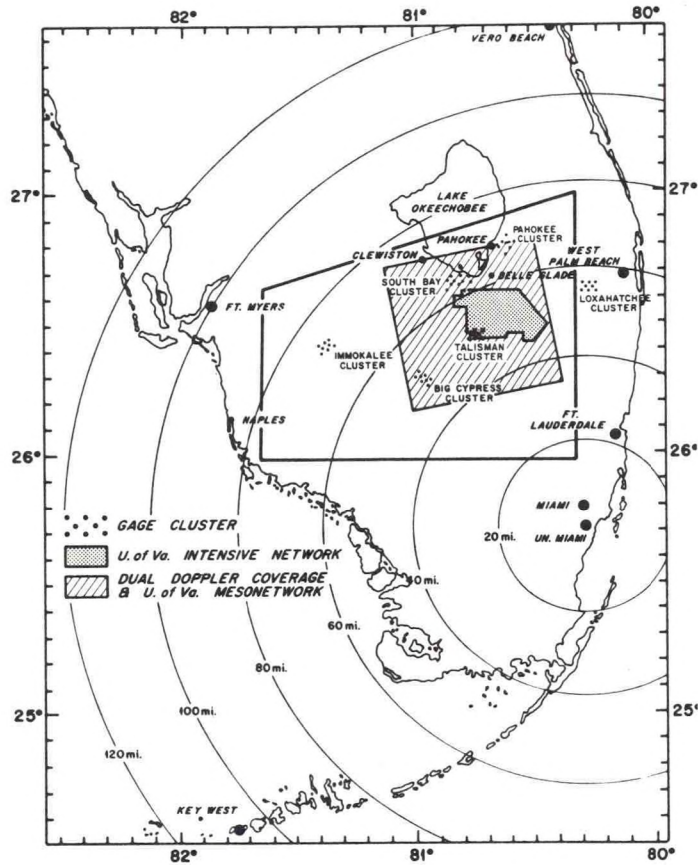 82°
81°
80°
VERO BEACH
27°
27°
LAKE
OKEECHOBEE
PAHOKEE
PAHOKEE
CLUSTER
CLEWISTON
WEST
PALM BEACH
BELLE GLADE
SOUTH BAY
CLUSTER
LOXAHATCHEE
CLUSTER
FT. MYERS
TALISMAN
CLUSTER
IMMOKALEE
CLUSTER
BIG CYPRESS
CLUSTER
NAPLES
FT.
LAUDERDALE
26°
26°
GAGE CLUSTER
MIAMI
20 mi.
UN. MIAMI
U. of Va. INTENSIVE NETWORK
DUAL DOPPLER COVERAGE
& U. of Va. MESONETWORK
40 mi.
60 mi.
80 mi.
100 mi.
120 mi.
25°
25°
KEY WEST
82°
81°
80°